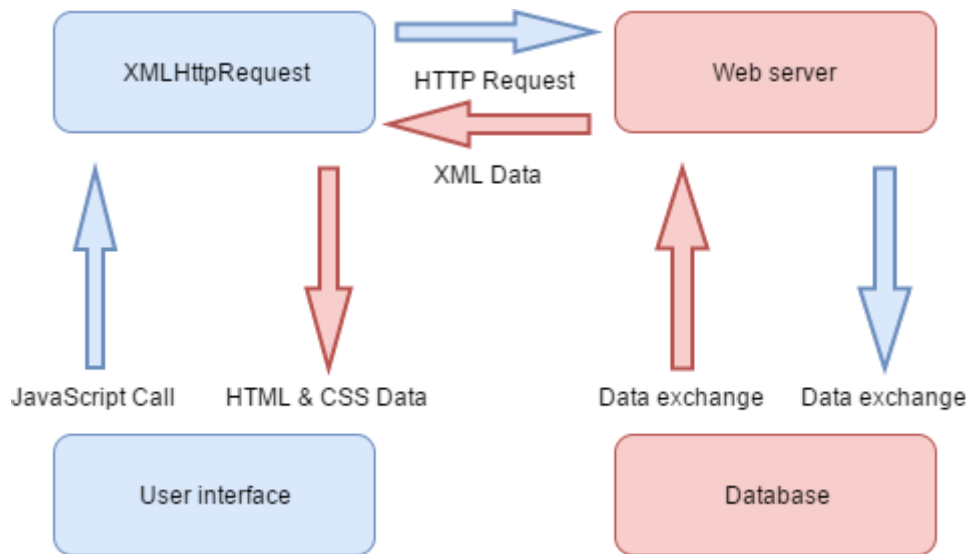 XMLHttpRequest
HTTP Request
Web server
XML Data
JavaScript Call
HTML & CSS Data
Data exchange
Data exchange
User interface
Database